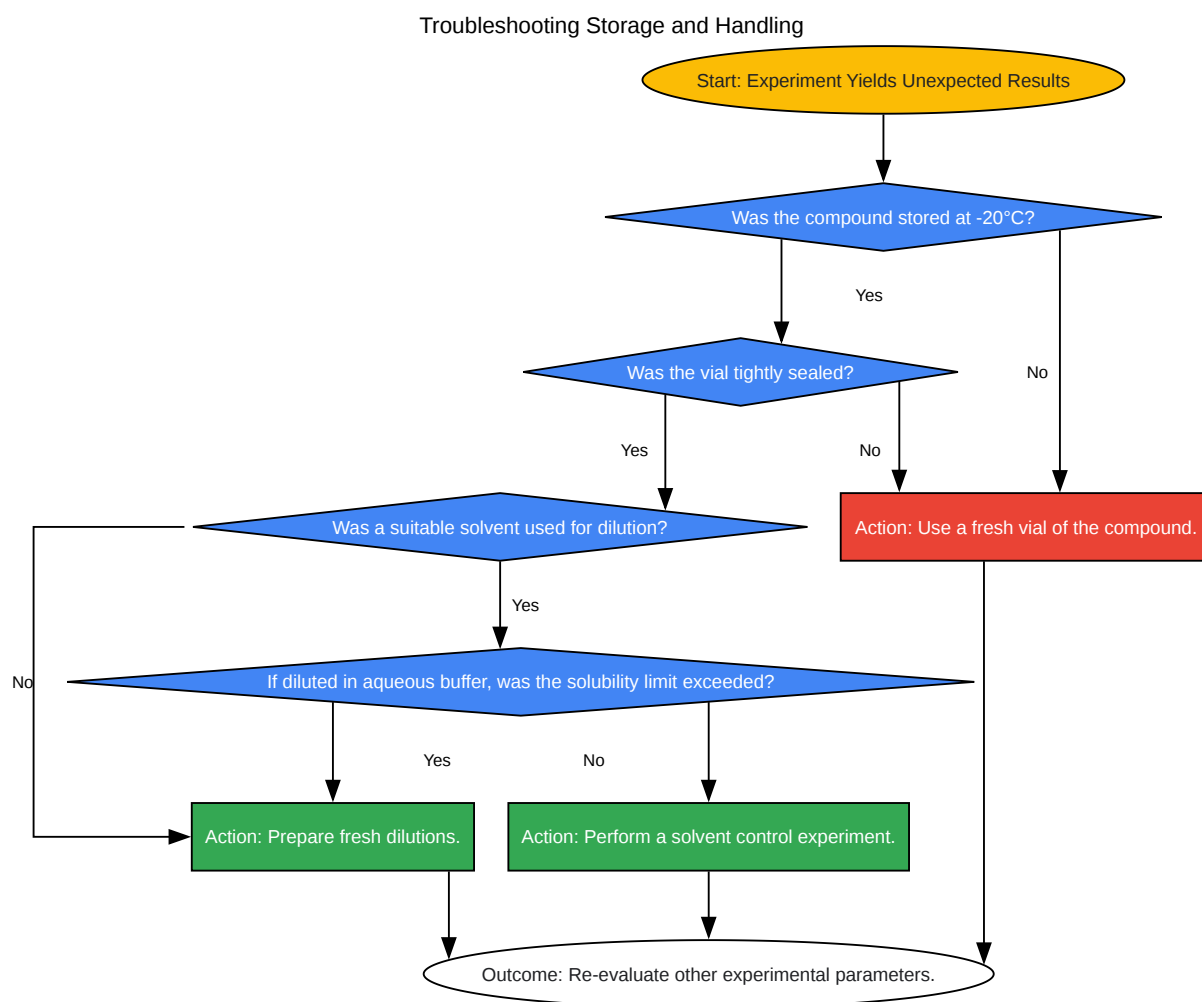 Troubleshooting Storage and Handling
Start: Experiment Yields Unexpected Results
Was the compound stored at -20°C?
Yes
Was the vial tightly sealed?
No
Yes
No
Was a suitable solvent used for dilution?
Action: Use a fresh vial of the compound.
Yes
No
If diluted in aqueous buffer, was the solubility limit exceeded?
Yes
No
Action: Prepare fresh dilutions.
Action: Perform a solvent control experiment.
Outcome: Re-evaluate other experimental parameters.